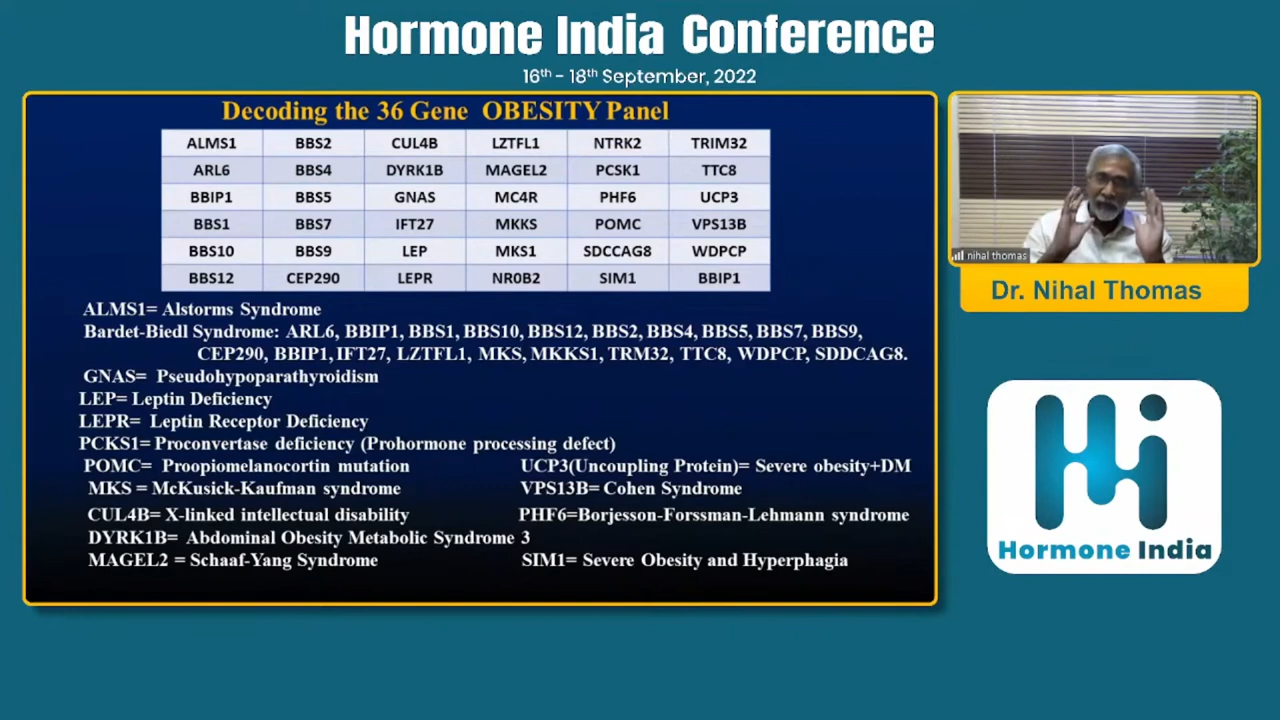 Hormone India Conference
16th - 18th September, 2022
Decoding the 36 Gene OBESITY Panel
ALMS1 BBS2 CUL4B LZTFL1 NTRK2 TRIM32
ARL6 BBS4 DYRK1B MAGEL2 PCSK1 TTC8
BBIP1 BBS5 GNAS MC4R PHF6 UCP3
BBS1 BBS7 IFT27 MKKS POMC VPS13B
BBS10 BBS9 LEP MKS1 SDCCAG8 WDPCP
BBS12 CEP290 LEPR NR0B2 SIM1 BBIP1
ALMS1= Alstorms Syndrome
Bardet-Biedl Syndrome: ARL6, BBIP1, BBS1, BBS10, BBS12, BBS2, BBS4, BBS5, BBS7, BBS9,
CEP290, BBIP1, IFT27, LZTFL1, MKS, MKKS1, TRM32, TTC8, WDPCP, SDDCAG8.
GNAS= Pseudohypoparathyroidism
LEP= Leptin Deficiency
LEPR= Leptin Receptor Deficiency
PCKS1= Proconvertase deficiency (Prohormone processing defect)
POMC= Proopiomelanocortin mutation UCP3(Uncoupling Protein)= Severe obesity+DM
MKS = McKusick-Kaufman syndrome VPS13B= Cohen Syndrome
CUL4B= X-linked intellectual disability PHF6=Borjesson-Forssman-Lehmann syndrome
DYRK1B= Abdominal Obesity Metabolic Syndrome 3
MAGEL2 = Schaaf-Yang Syndrome SIM1= Severe Obesity and Hyperphagia
nihal thomas
Dr. Nihal Thomas
Hormone India